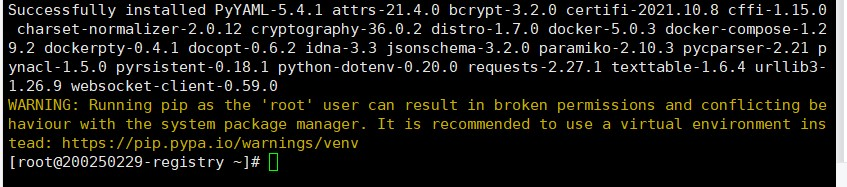 Successfully installed PyYAML-5.4.1 attrs-21.4.0 bcrypt-3.2.0 certifi-2021.10.8 cffi-1.15.0
 charset-normalizer-2.0.12 cryptography-36.0.2 distro-1.7.0 docker-5.0.3 docker-compose-1.2
9.2 dockerpty-0.4.1 docopt-0.6.2 idna-3.3 jsonschema-3.2.0 paramiko-2.10.3 pycparser-2.21 p
ynacl-1.5.0 pyrsistent-0.18.1 python-dotenv-0.20.0 requests-2.27.1 texttable-1.6.4 urllib3-
1.26.9 websocket-client-0.59.0
WARNING: Running pip as the 'root' user can result in broken permissions and conflicting be
haviour with the system package manager. It is recommended to use a virtual environment ins
tead: https://pip.pypa.io/warnings/venv
[root@200250229-registry ~]#